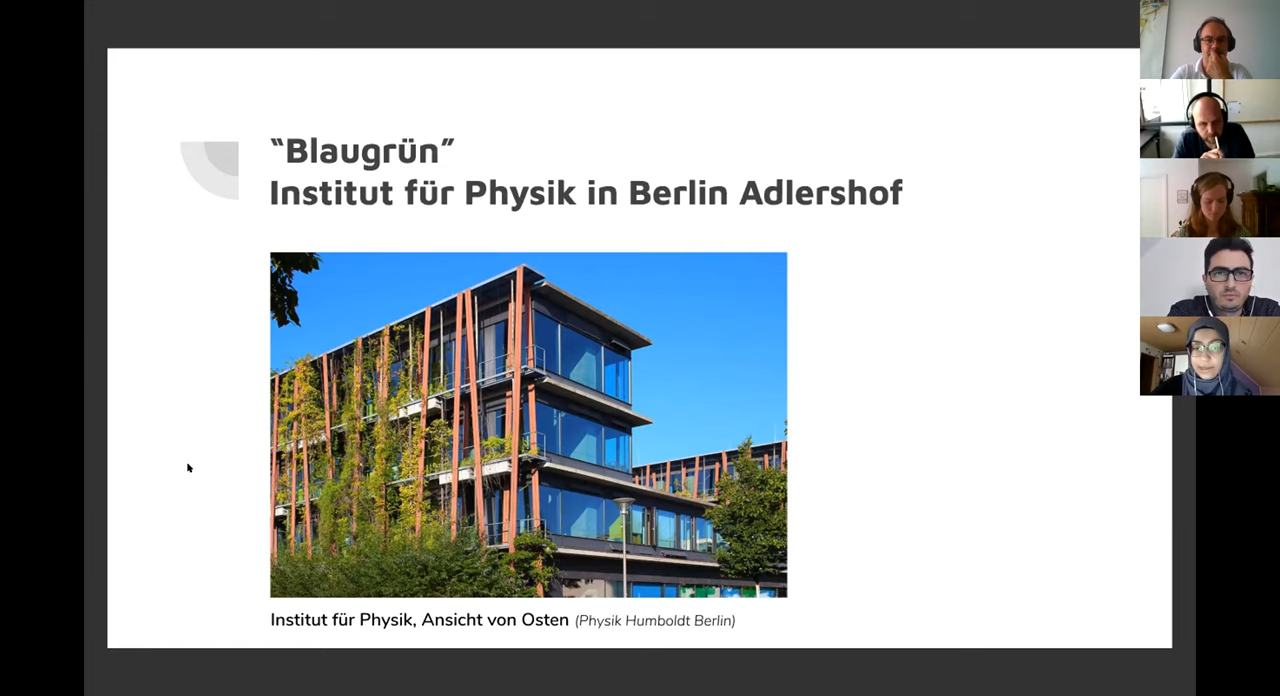 “Blaugrün”
Institut für Physik in Berlin Adlershof
Institut für Physik, Ansicht von Osten (Physik Humboldt Berlin)